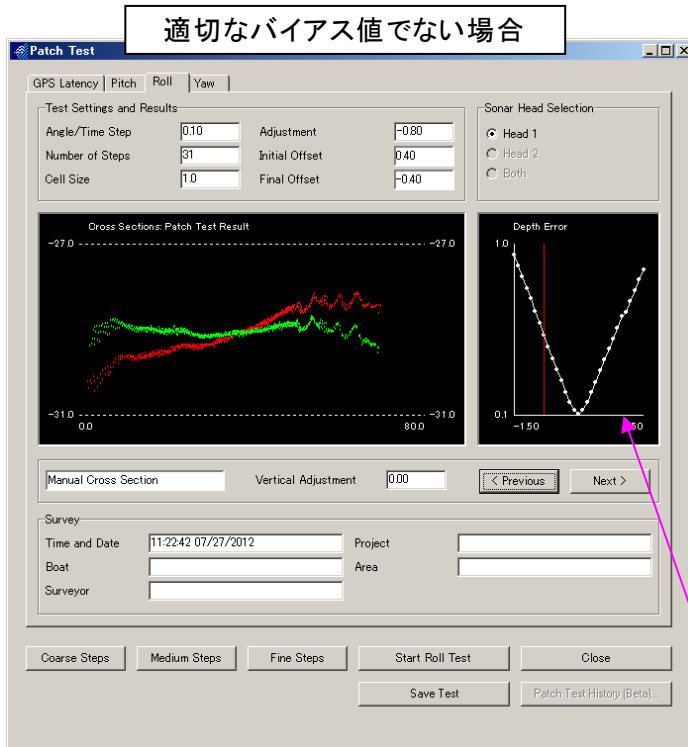 適切なバイアス値でない場合
Patch Test
GPS Latency Pitch Roll Yaw
Test Settings and Results
Angle/Time Step 0.10 Adjustment -0.80
Number of Steps 31 Initial Offset 0.40
Cell Size 1.0 Final Offset -0.40
Sonar Head Selection
Head 1
Head 2
Both
Cross Sections: Patch Test Result
-27.0 -27.0
-31.0 -31.0
0.0 80.0
Depth Error
1.0
0.1
-1.50 50
Manual Cross Section Vertical Adjustment 0.00 < Previous Next >
Survey
Time and Date 11:22:42 07/27/2012 Project
Boat Area
Surveyor
Coarse Steps Medium Steps Fine Steps Start Roll Test Close
Save Test Patch Test History (Beta)...